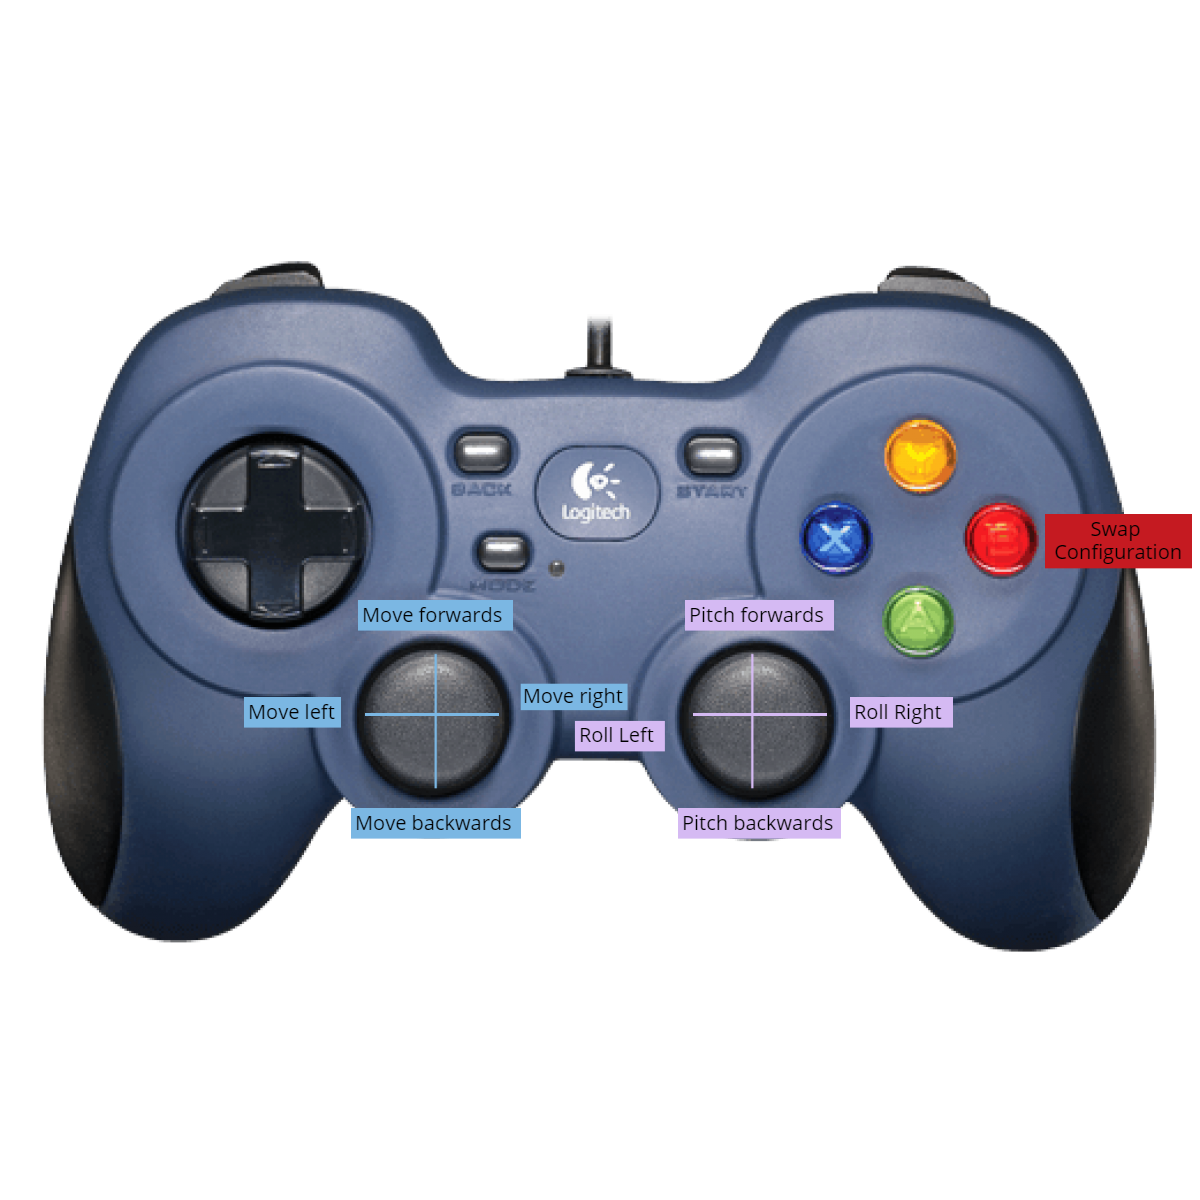 Y
BACK
START
Logitech
X
B
Swap
Configuration
MODE
A
Move forwards
Pitch forwards
Move left
Move right
Roll Left
Roll Right
Move backwards
Pitch backwards